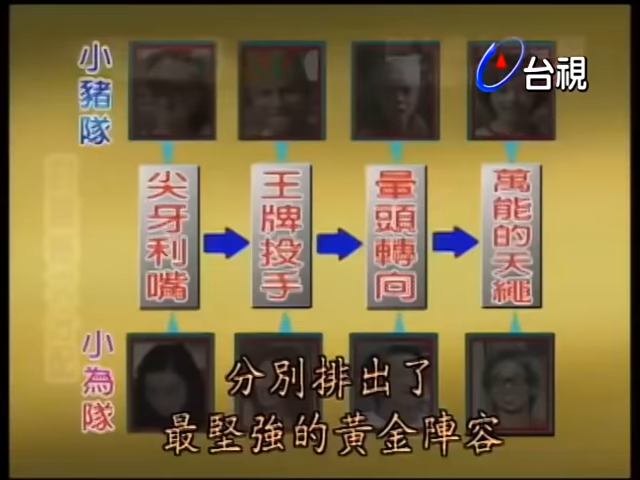 台視
小豬隊
尖牙利嘴
王牌投手
暈頭轉向
萬能的天繩
小為隊
分別排出了
最堅強的黃金陣容